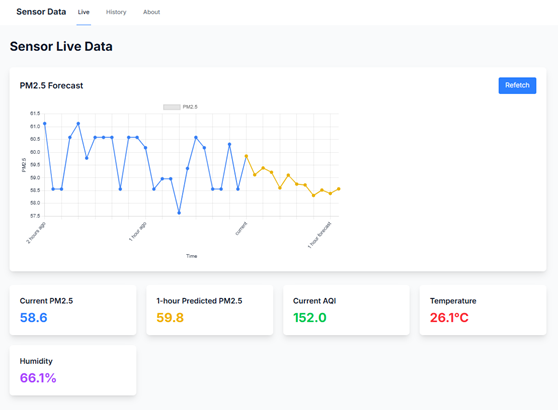 Sensor Data Live History About
Sensor Live Data
PM2.5 Forecast Refetch
PM2.5
61.5
61.0
60.5
60.0
59.5
59.0
58.5
58.0
57.5
PM2.5
2 hours ago 1 hour ago current 1 hour forecast
Time
Current PM2.5 1-hour Predicted PM2.5 Current AQI Temperature
58.6 59.8 152.0 26.1°C
Humidity
66.1%